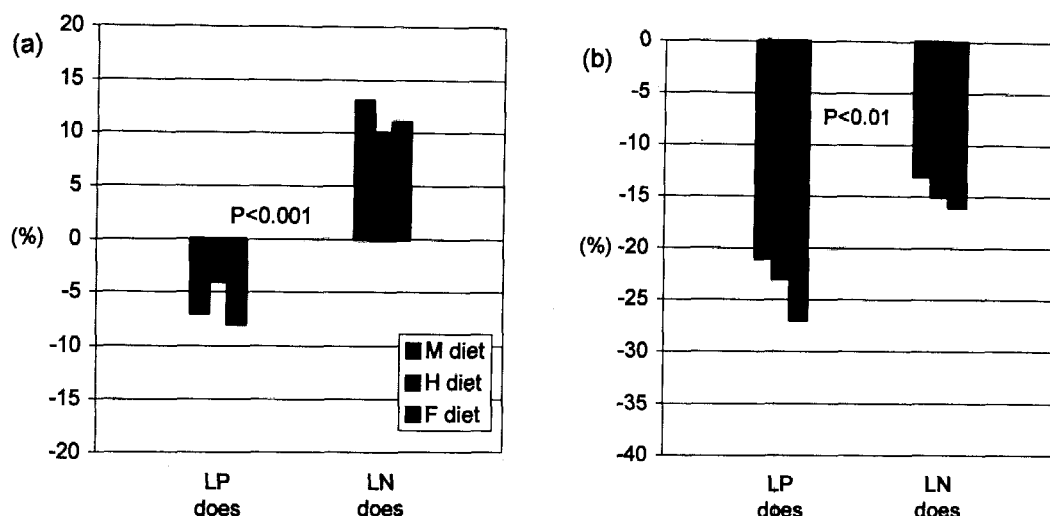 (a)
20
15
10
5
0
(%)
-5
-10
-15
-20
P<0.001
M diet
H diet
F diet
LP
does
LN
does
(b)
-0
-5
-10
-15
-20
(%)
-25
-30
-35
-40
P<0.01
LP
does
LN
does